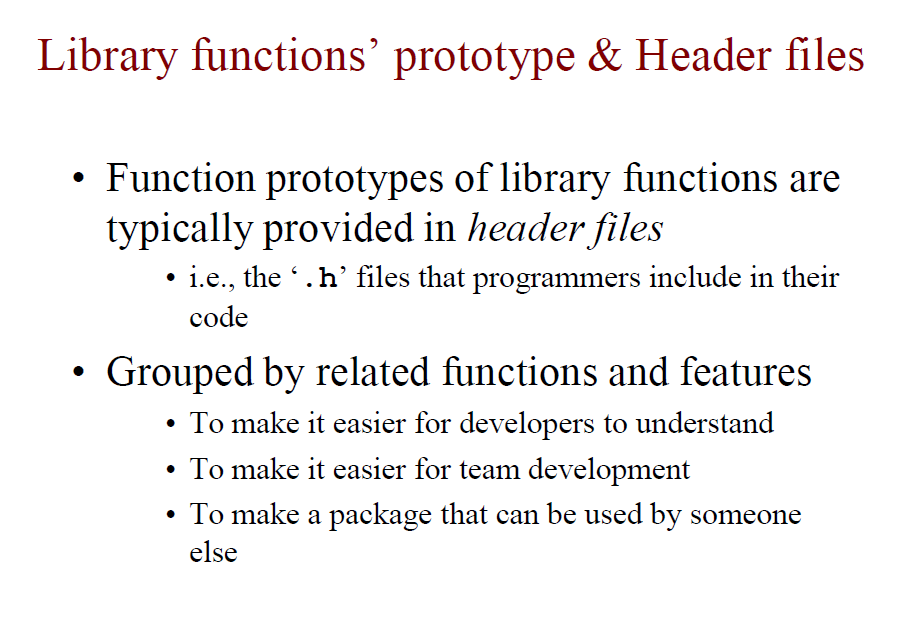 Library functions’ prototype & Header files
• Function prototypes of library functions are
typically provided in header files
• i.e., the ‘.h’ files that programmers include in their
code
• Grouped by related functions and features
• To make it easier for developers to understand
• To make it easier for team development
• To make a package that can be used by someone
else